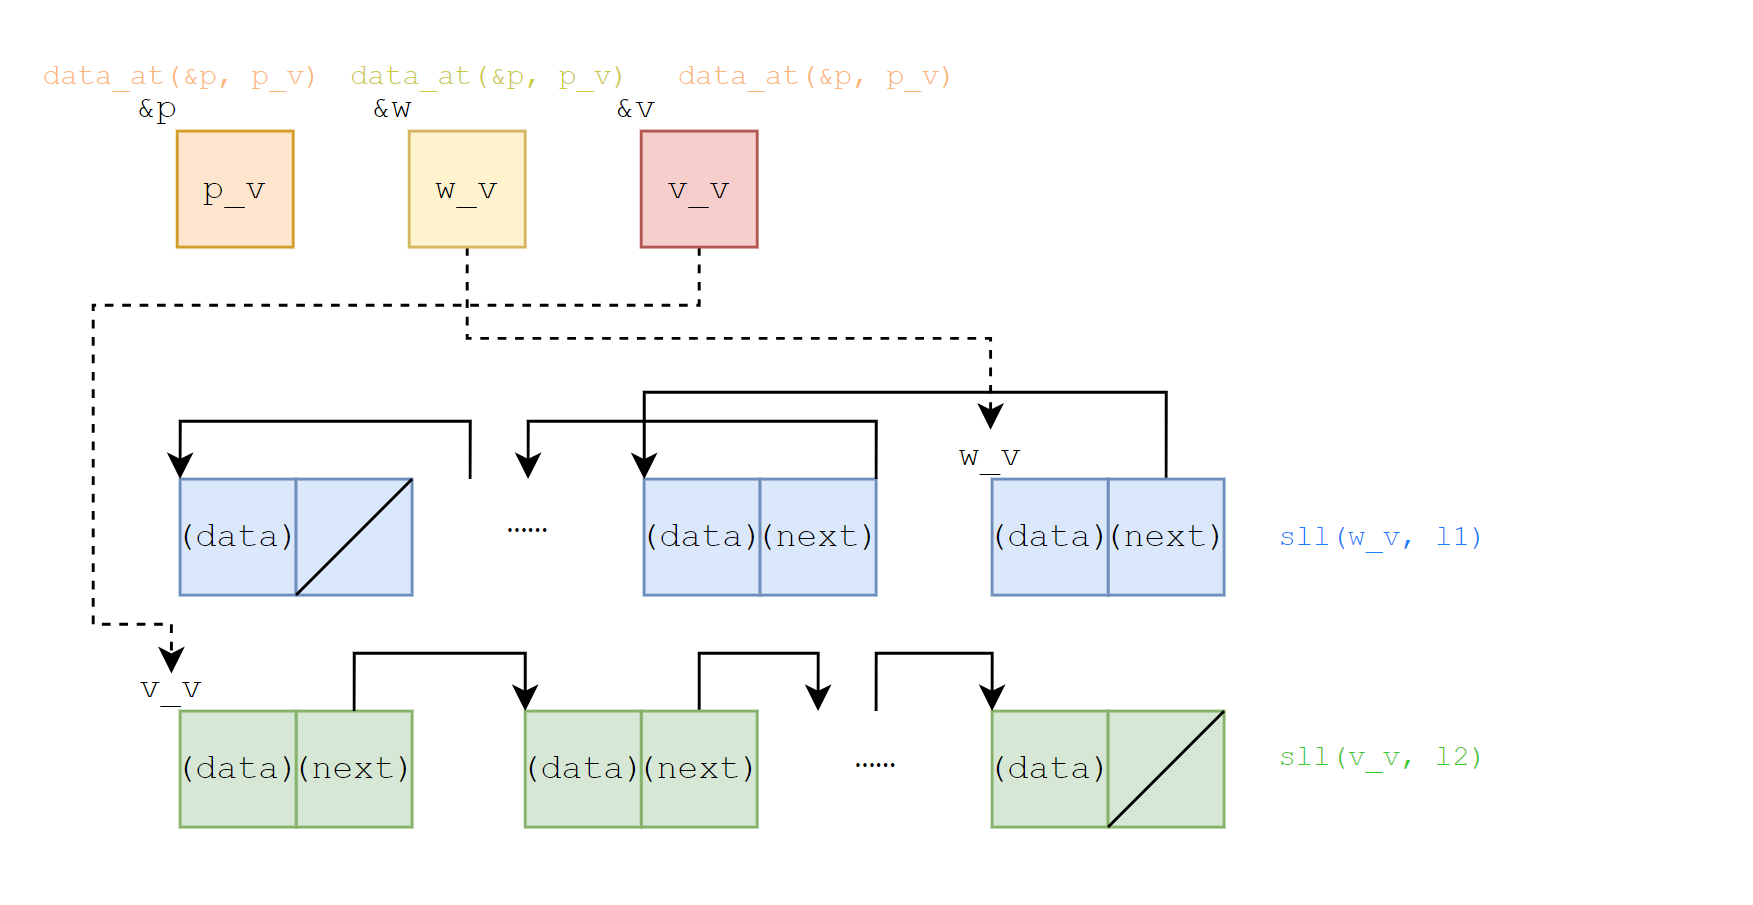 data_at(&p, p_v) data_at(&p, p_v) data_at(&p, p_v)
&p &w &v
p_v w_v v_v
w_v
(data) …… (data) (next) (data) (next) sll(w_v, l1)
v_v
(data) (next) (data) (next) …… (data) sll(v_v, l2)